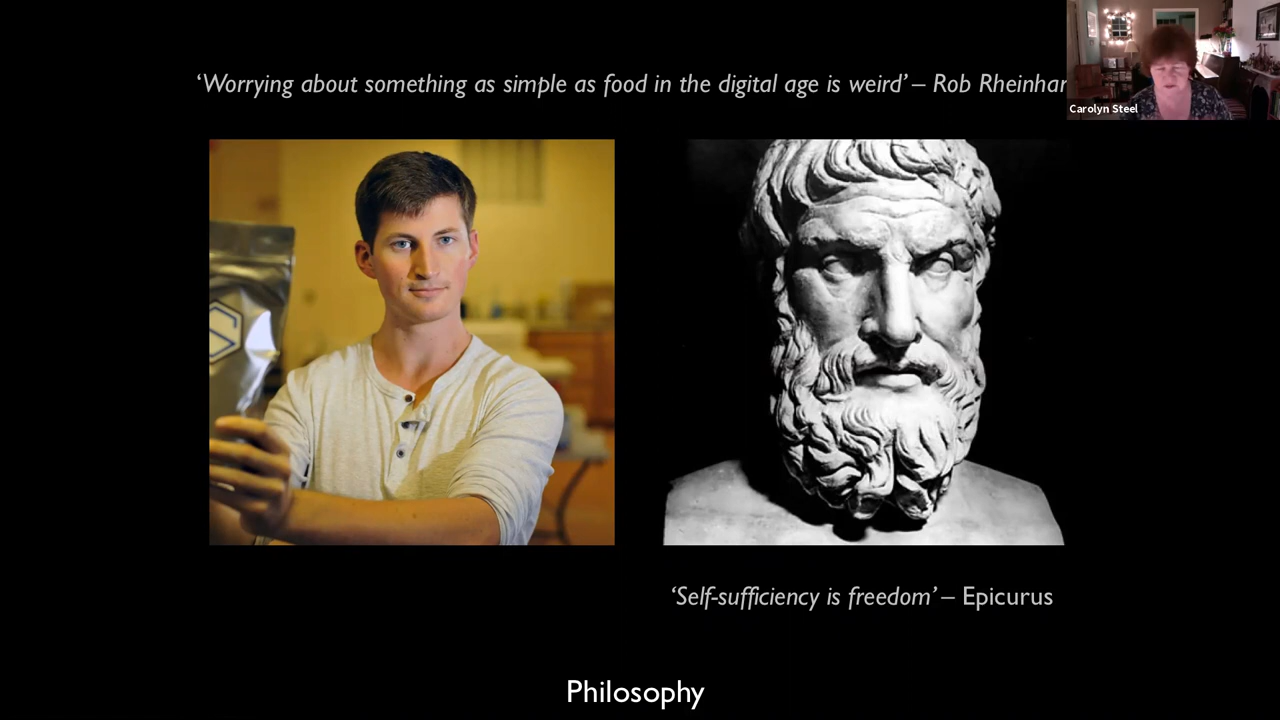 ‘Worrying about something as simple as food in the digital age is weird’ – Rob Rheinhar
Carolyn Steel
S
‘Self-sufficiency is freedom’ – Epicurus
Philosophy